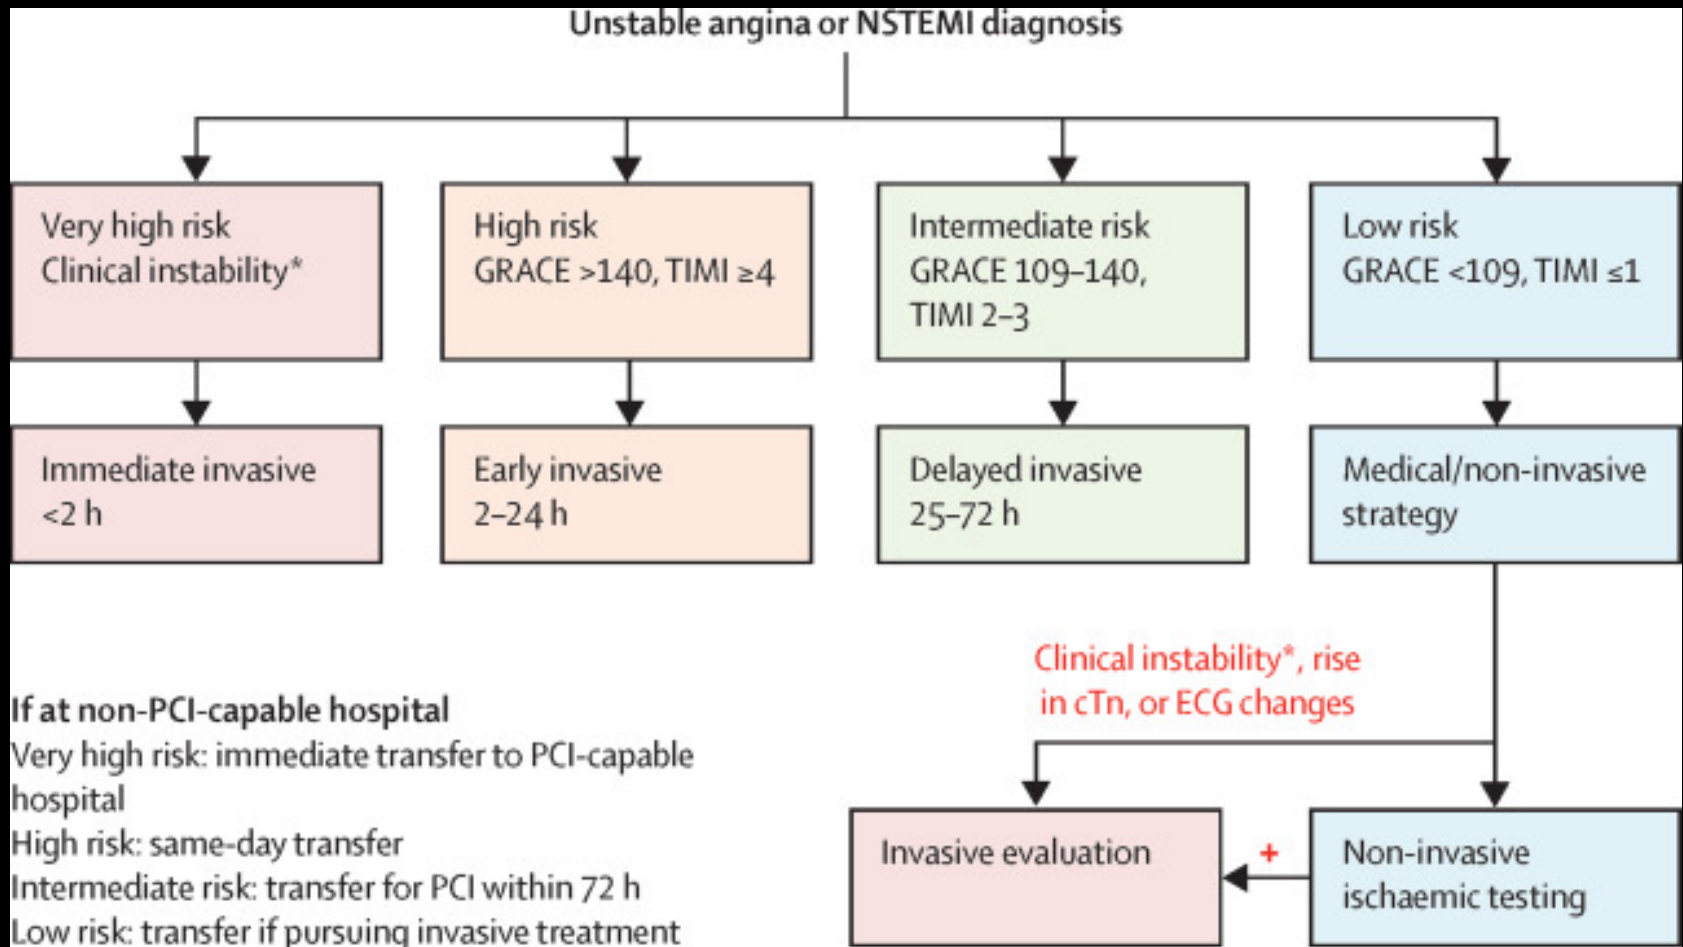 Unstable angina or NSTEMI diagnosis
Very high risk
Clinical instability*
High risk
GRACE >140, TIMI ≥4
Intermediate risk
GRACE 109–140,
TIMI 2–3
Low risk
GRACE <109, TIMI ≤1
Immediate invasive
<2 h
Early invasive
2–24 h
Delayed invasive
25–72 h
Medical/non-invasive
strategy
Clinical instability*, rise
in cTn, or ECG changes
If at non-PCI-capable hospital
Very high risk: immediate transfer to PCI-capable
hospital
High risk: same-day transfer
Intermediate risk: transfer for PCI within 72 h
Low risk: transfer if pursuing invasive treatment
Invasive evaluation
+
Non-invasive
ischaemic testing